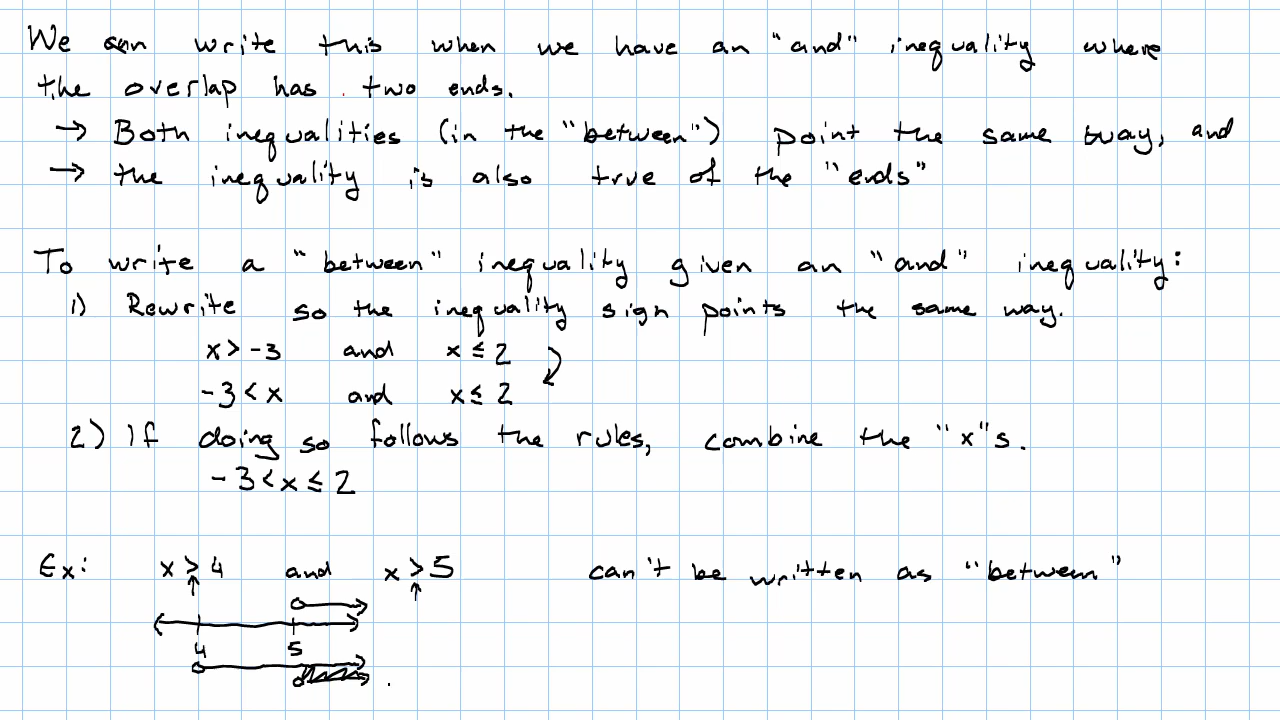 We can write this when we have an "and" inequality where
the overlap has two ends.
→ Both inequalities (in the "between") point the same way, and
→ the inequality is also true of the "ends"
To write a "between" inequality given an "and" inequality:
1) Rewrite so the inequality sign points the same way.
x > -3 and x ≤ 2
-3 < x and x ≤ 2
2) If doing so follows the rules, combine the "x"s.
-3 < x ≤ 2
Ex: x > 4 and x > 5 can't be written as "between"
4 5